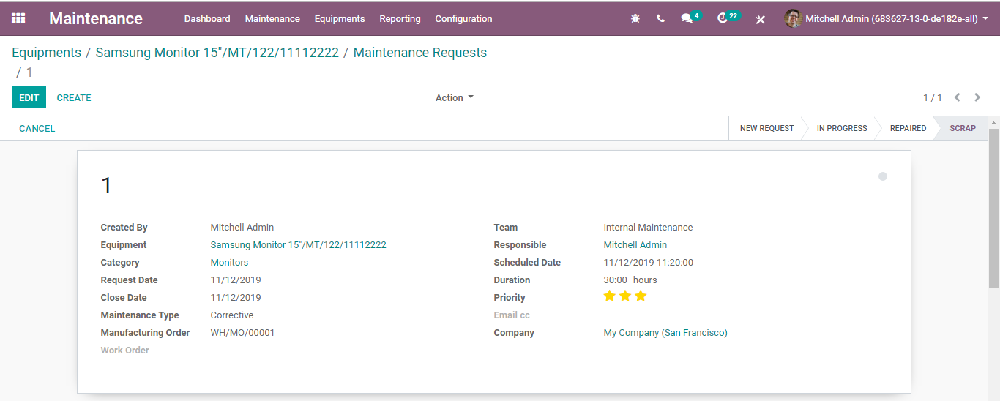 Maintenance Dashboard Maintenance Equipments Reporting Configuration 4 22 Mitchell Admin (683627-13-0-de182e-all)
Equipments / Samsung Monitor 15"/MT/122/11112222 / Maintenance Requests
/ 1
EDIT CREATE Action 1 / 1
CANCEL NEW REQUEST IN PROGRESS REPAIRED SCRAP
1
Created By Mitchell Admin Team Internal Maintenance
Equipment Samsung Monitor 15"/MT/122/11112222 Responsible Mitchell Admin
Category Monitors Scheduled Date 11/12/2019 11:20:00
Request Date 11/12/2019 Duration 30:00 hours
Close Date 11/12/2019 Priority
Maintenance Type Corrective Email cc
Manufacturing Order WH/MO/00001 Company My Company (San Francisco)
Work Order